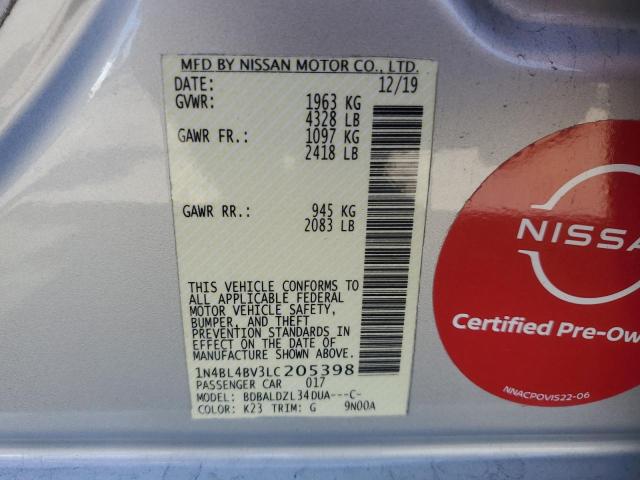 MFD BY NISSAN MOTOR CO., LTD.
DATE: 12/19
GVWR: 1963 KG
4328 LB
GAWR FR.: 1097 KG
2418 LB
GAWR RR.: 945 KG
2083 LB
THIS VEHICLE CONFORMS TO
ALL APPLICABLE FEDERAL
MOTOR VEHICLE SAFETY,
BUMPER, AND THEFT
PREVENTION STANDARDS IN
EFFECT ON THE DATE OF
MANUFACTURE SHOWN ABOVE.
1N4BL4BV3LC205398
PASSENGER CAR 017
MODEL: BDBALDZL34DUA---C-
COLOR: K23 TRIM: G 9N00A
NISSA
Certified Pre-Ow
NNACPOVIS22-06